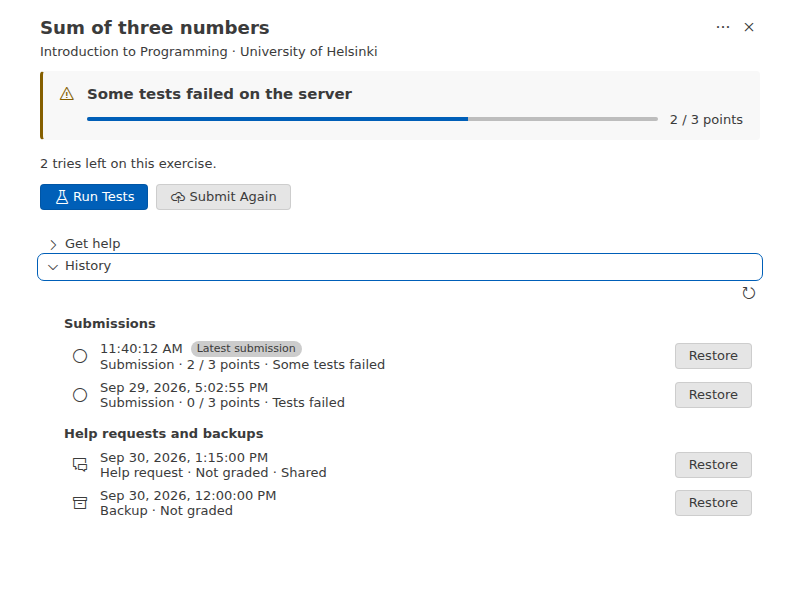 Sum of three numbers
Introduction to Programming · University of Helsinki
Some tests failed on the server
2 / 3 points
2 tries left on this exercise.
Run Tests
Submit Again
Get help
History
Submissions
11:40:12 AM Latest submission
Submission · 2 / 3 points · Some tests failed
Restore
Sep 29, 2026, 5:02:55 PM
Submission · 0 / 3 points · Tests failed
Restore
Help requests and backups
Sep 30, 2026, 1:15:00 PM
Help request · Not graded · Shared
Restore
Sep 30, 2026, 12:00:00 PM
Backup · Not graded
Restore